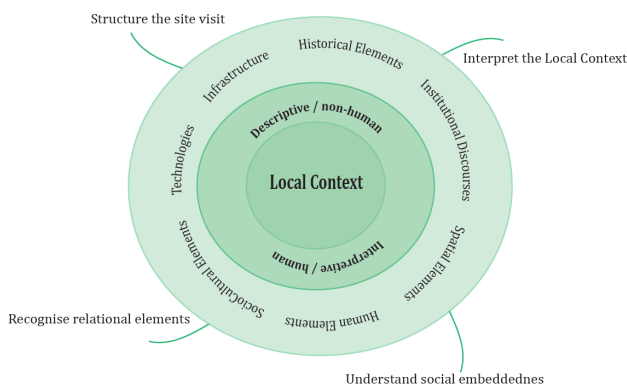 Structure the site visit
Interpret the Local Context
Historical Elements
Infrastructure
Institutional Discourses
Technologies
Descriptive / non-human
Local Context
Interpretive / human
SocioCultural Elements
Spatial Elements
Human Elements
Recognise relational elements
Understand social embeddednes